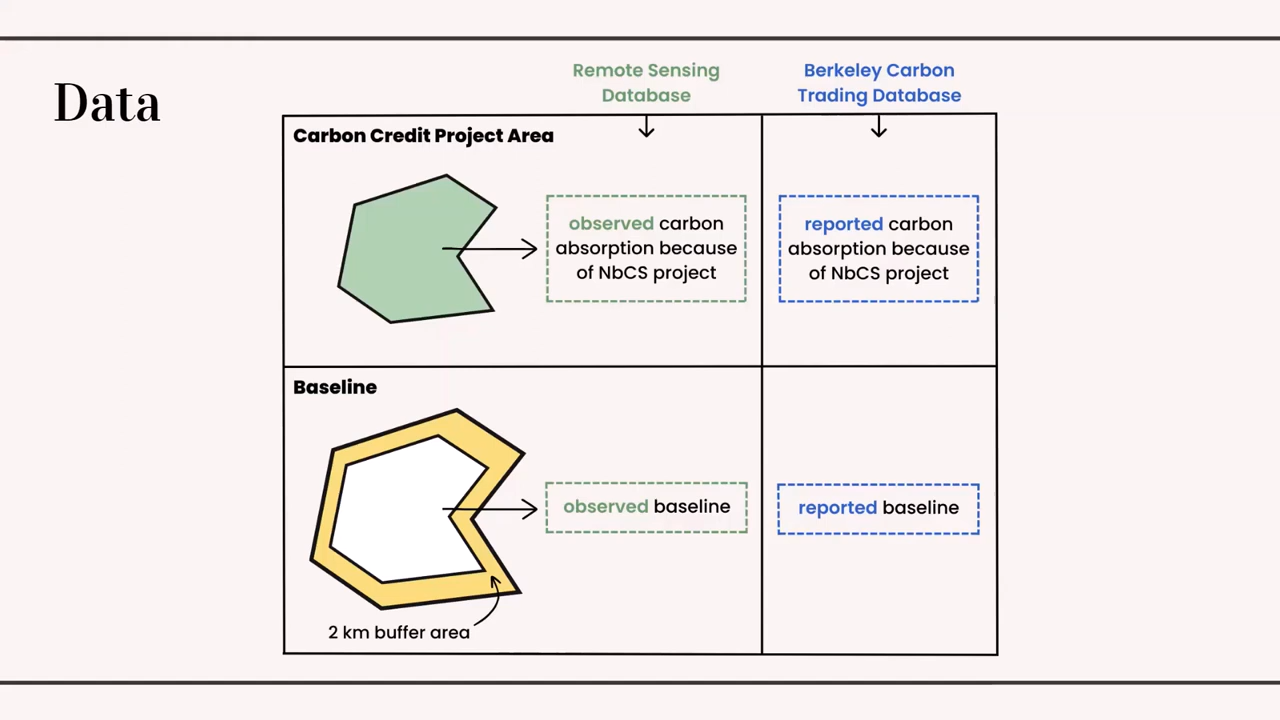 Data
Remote Sensing
Database
Berkeley Carbon
Trading Database
Carbon Credit Project Area
observed carbon
absorption because
of NbCS project
reported carbon
absorption because
of NbCS project
Baseline
observed baseline
reported baseline
2 km buffer area